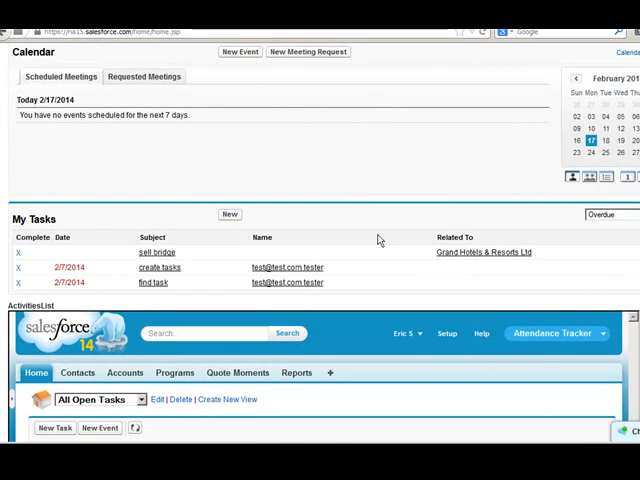 https://na15.salesforce.com/home/home.jsp
Google
Calendar
New Event
New Meeting Request
Scheduled Meetings
Requested Meetings
Today 2/17/2014
You have no events scheduled for the next 7 days.
February 201
Sun Mon Tue Wed Thu
26 27 28 29 30
02 03 04 05 06
09 10 11 12 13
16 17 18 19 20
23 24 25 26 27
1
My Tasks
New
Overdue
Complete Date Subject Name Related To
X sell bridge Grand Hotels & Resorts Ltd
X 2/7/2014 create tasks test@test.com tester
X 2/7/2014 find task test@test.com tester
ActivitiesList
salesforce
14
Search...
Search
Eric S
Setup
Help
Attendance Tracker
Home Contacts Accounts Programs Quote Moments Reports +
All Open Tasks
Edit | Delete | Create New View
New Task
New Event